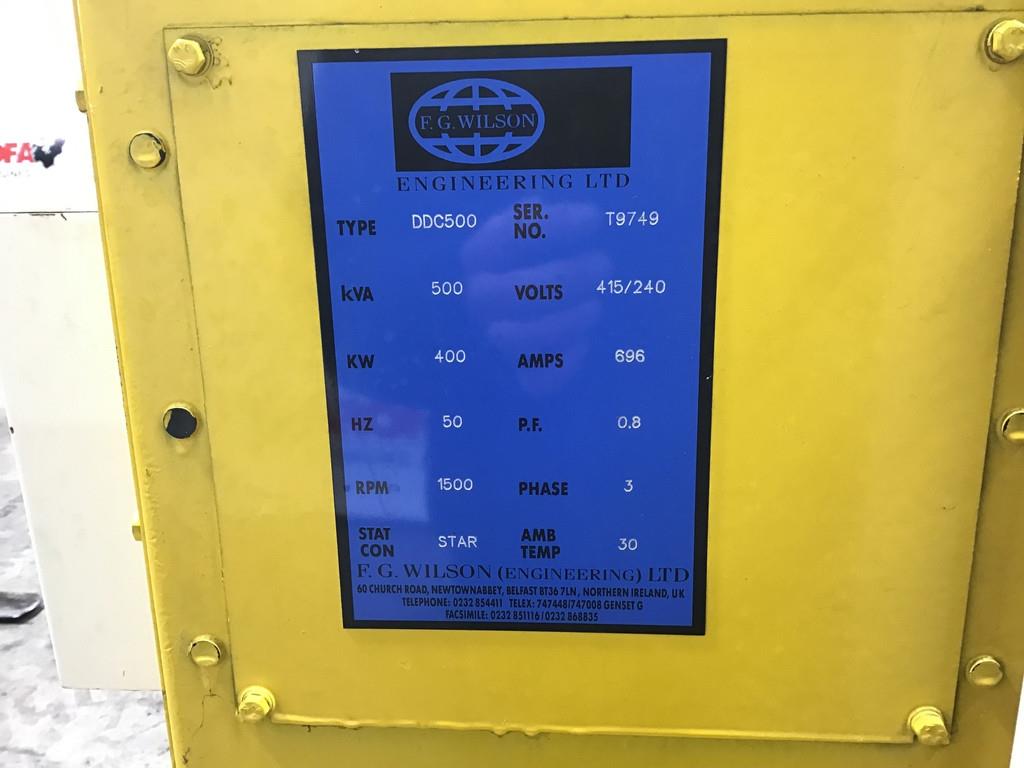 F. G. WILSON
ENGINEERING LTD
TYPE DDC500 SER. NO. T9749
kVA 500 VOLTS 415/240
KW 400 AMPS 696
HZ 50 P.F. 0.8
RPM 1500 PHASE 3
STAT CON STAR AMB TEMP 30
F. G. WILSON (ENGINEERING) LTD
60 CHURCH ROAD, NEWTOWNABBEY, BELFAST BT36 7LN, NORTHERN IRELAND, UK
TELEPHONE: 0232 854411 TELEX: 747448/747008 GENSET G
FACSIMILE: 0232 851116 / 0232 868835